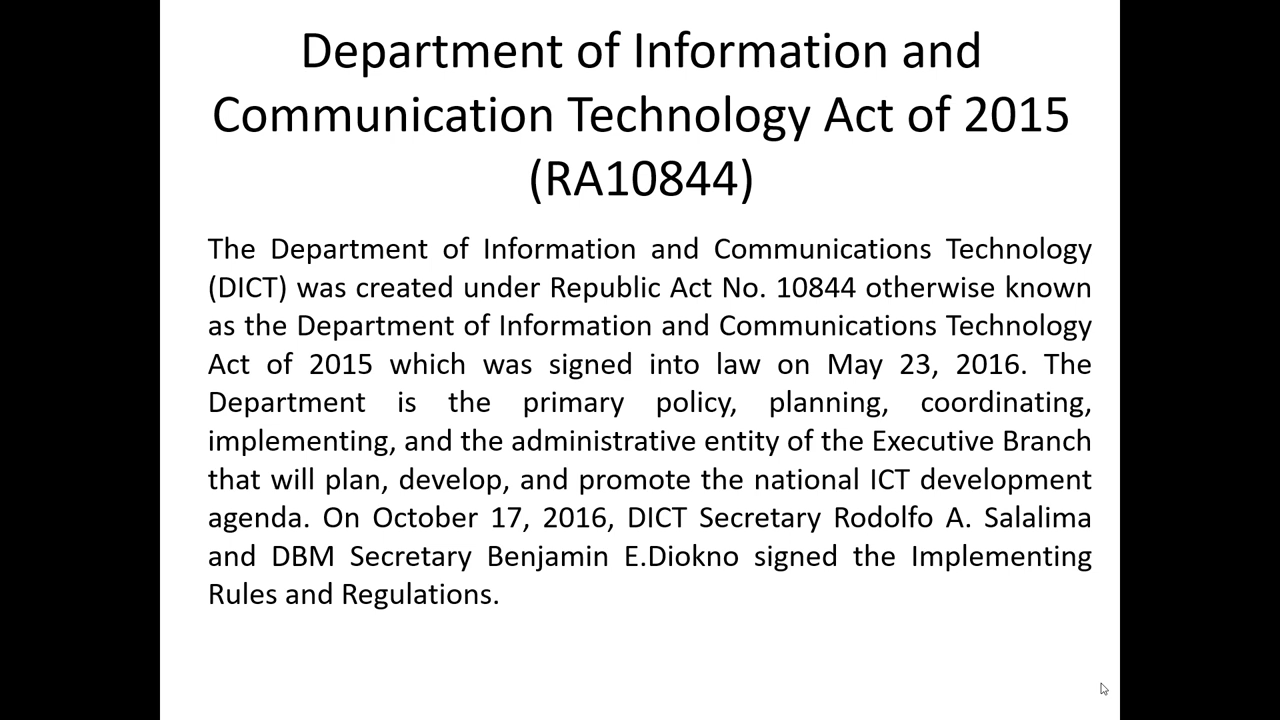 Department of Information and
Communication Technology Act of 2015
(RA10844)
The Department of Information and Communications Technology
(DICT) was created under Republic Act No. 10844 otherwise known
as the Department of Information and Communications Technology
Act of 2015 which was signed into law on May 23, 2016. The
Department is the primary policy, planning, coordinating,
implementing, and the administrative entity of the Executive Branch
that will plan, develop, and promote the national ICT development
agenda. On October 17, 2016, DICT Secretary Rodolfo A. Salalima
and DBM Secretary Benjamin E.Diokno signed the Implementing
Rules and Regulations.